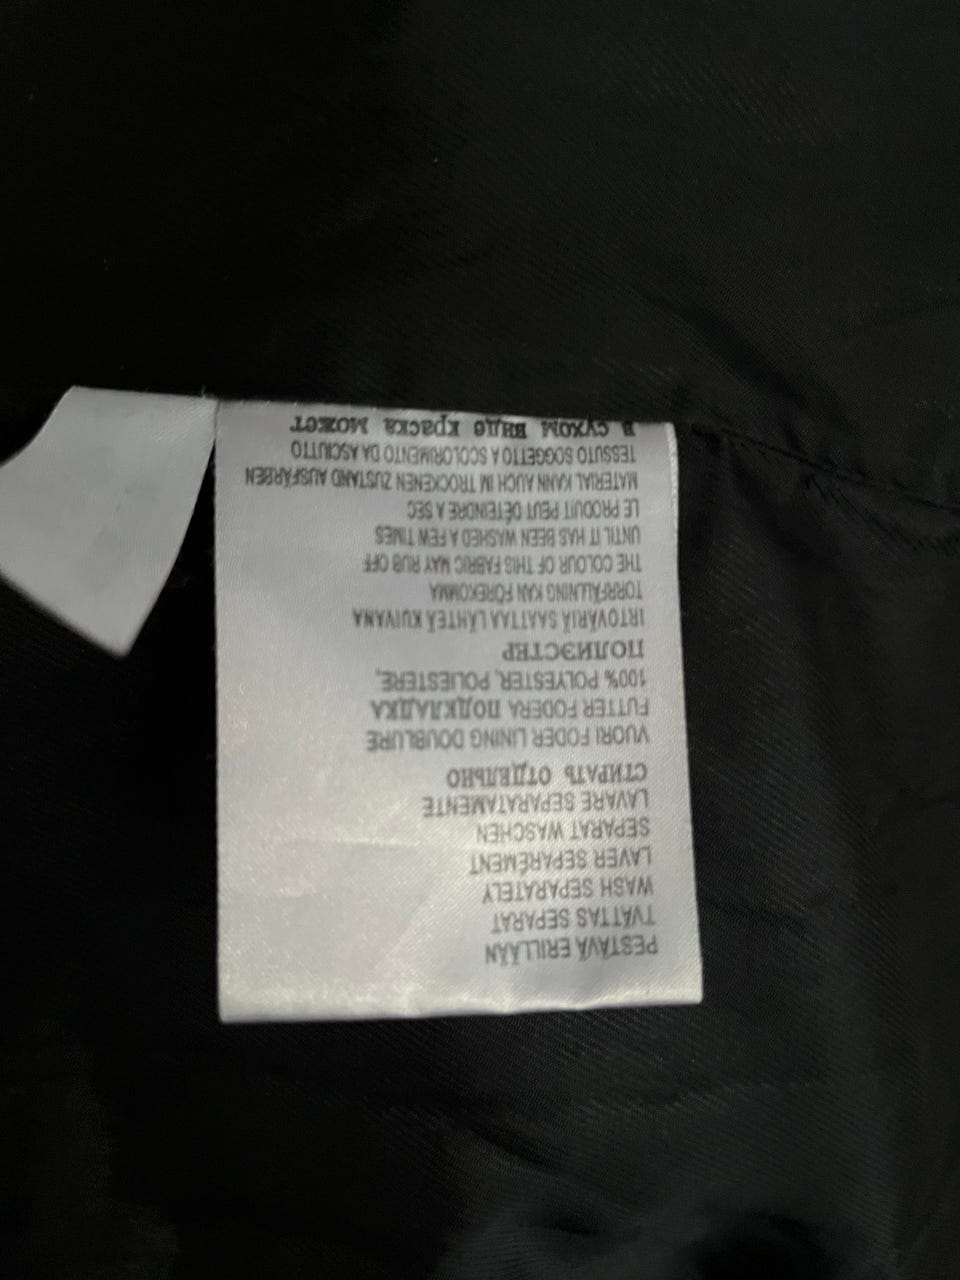 PESTÄVÄ ERILLÄÄN
TVÄTTAS SEPARAT
WASH SEPARATELY
LAVER SEPARÉMENT
SEPARAT WASCHEN
LAVARE SEPARATAMENTE
СТИРАТЬ ОТДЕЛЬНО
VUORI FODER LINING DOUBLURE
FUTTER FODERA ПОДКЛАДКА
100% POLYESTER, POLIESTERE,
ПОЛИЭСТЕР
IRTOVÄRIÄ SAATTAA LÄHTEÄ KUIVANA
TORRFÄLLNING KAN FÖREKOMMA
THE COLOUR OF THIS FABRIC MAY RUB OFF
UNTIL IT HAS BEEN WASHED A FEW TIMES
LE PRODUIT PEUT DÉTEINDRE A SEC
MATERIAL KANN AUCH IM TROCKENEN ZUSTAND AUSFÄRBEN
TESSUTO SOGGETTO A SCOLORIMENTO DA ASCIUTTO
В сухом виде краска может